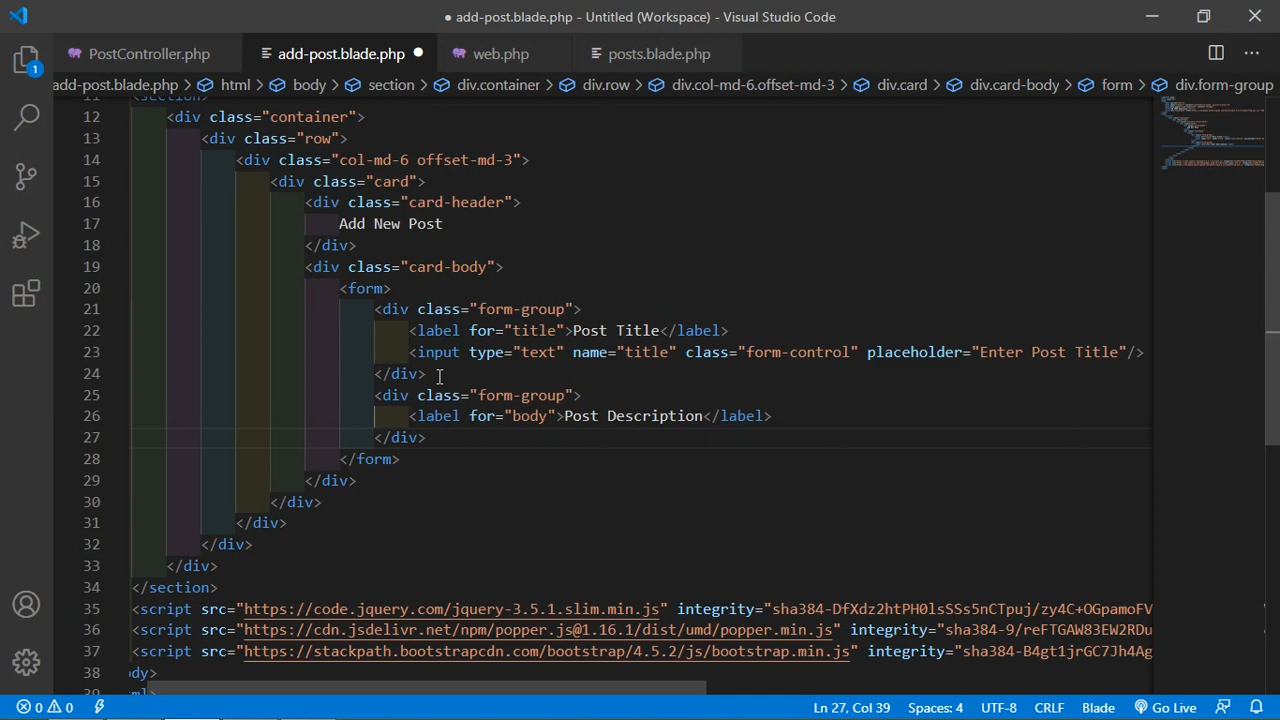 ● add-post.blade.php - Untitled (Workspace) - Visual Studio Code
PostController.php
add-post.blade.php ●
web.php
posts.blade.php
1
add-post.blade.php > html > body > section > div.container > div.row > div.col-md-6.offset-md-3 > div.card > div.card-body > form > div.form-group
11 <section>
12 <div class="container">
13 <div class="row">
14 <div class="col-md-6 offset-md-3">
15 <div class="card">
16 <div class="card-header">
17 Add New Post
18 </div>
19 <div class="card-body">
20 <form>
21 <div class="form-group">
22 <label for="title">Post Title</label>
23 <input type="text" name="title" class="form-control" placeholder="Enter Post Title"/>
24 </div>
25 <div class="form-group">
26 <label for="body">Post Description</label>
27 </div>
28 </form>
29 </div>
30 </div>
31 </div>
32 </div>
33 </div>
34 </section>
35 <script src="https://code.jquery.com/jquery-3.5.1.slim.min.js" integrity="sha384-DfXdz2htPH0lsSSs5nCTpuj/zy4C+OGpamoFV
36 <script src="https://cdn.jsdelivr.net/npm/popper.js@1.16.1/dist/umd/popper.min.js" integrity="sha384-9/reFTGAW83EW2RDu
37 <script src="https://stackpath.bootstrapcdn.com/bootstrap/4.5.2/js/bootstrap.min.js" integrity="sha384-B4gt1jrGC7Jh4Ag
38 ody>
39 ml>
0 0 Ln 27, Col 39 Spaces: 4 UTF-8 CRLF Blade Go Live